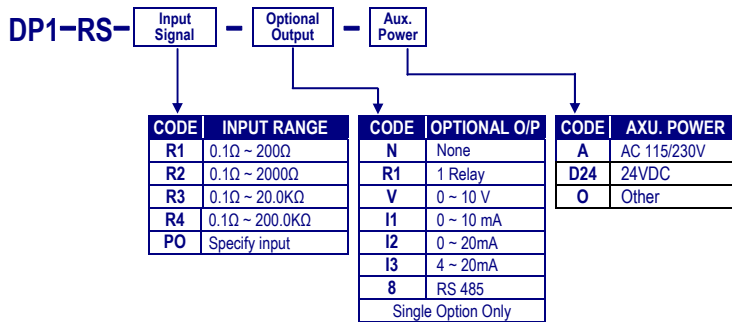 DP1-RS- Input Signal - Optional Output - Aux. Power
CODE INPUT RANGE
R1 0.1Ω ~ 200Ω
R2 0.1Ω ~ 2000Ω
R3 0.1Ω ~ 20.0KΩ
R4 0.1Ω ~ 200.0KΩ
PO Specify input
CODE OPTIONAL O/P
N None
R1 1 Relay
V 0 ~ 10 V
I1 0 ~ 10 mA
I2 0 ~ 20mA
I3 4 ~ 20mA
8 RS 485
Single Option Only
CODE AXU. POWER
A AC 115/230V
D24 24VDC
O Other